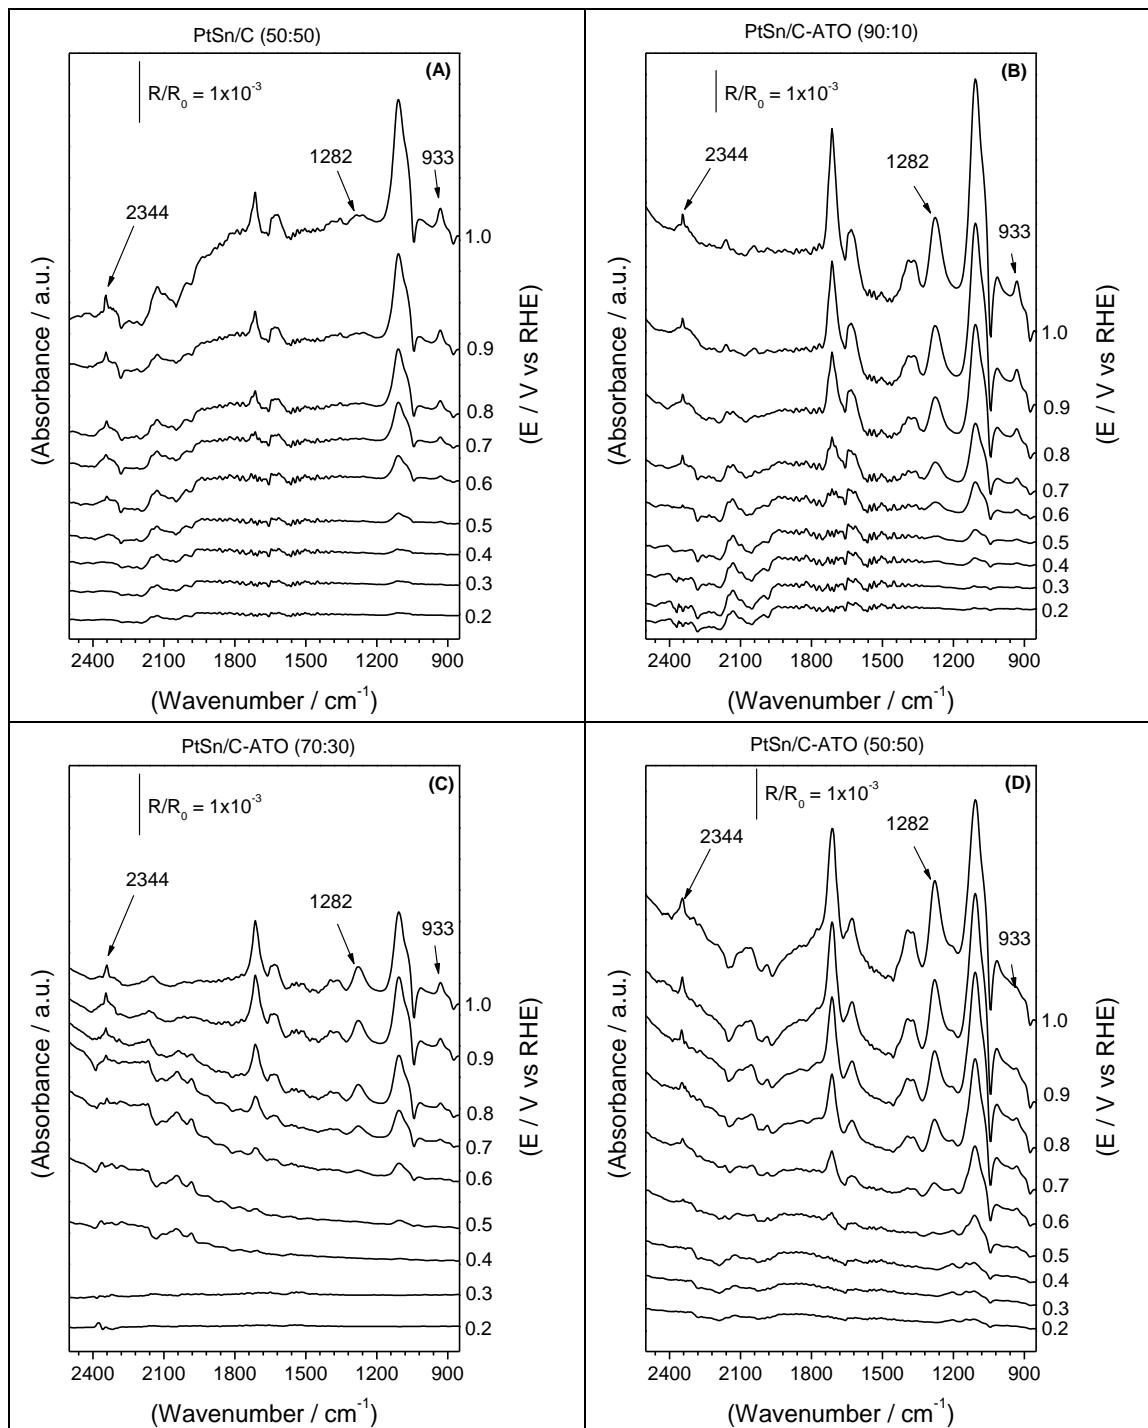 PtSn/C (50:50)
(A)
R/R0 = 1x10-3
2344
1282
933
1.0
0.9
0.8
0.7
0.6
0.5
0.4
0.3
0.2
(Absorbance / a.u.)
(E / V vs RHE)
2400 2100 1800 1500 1200 900
(Wavenumber / cm-1)
PtSn/C-ATO (90:10)
(B)
R/R0 = 1x10-3
2344
1282
933
1.0
0.9
0.8
0.7
0.6
0.5
0.4
0.3
0.2
(Absorbance / a.u.)
(E / V vs RHE)
2400 2100 1800 1500 1200 900
(Wavenumber / cm-1)
PtSn/C-ATO (70:30)
(C)
R/R0 = 1x10-3
2344
1282
933
1.0
0.9
0.8
0.7
0.6
0.5
0.4
0.3
0.2
(Absorbance / a.u.)
(E / V vs RHE)
2400 2100 1800 1500 1200 900
(Wavenumber / cm-1)
PtSn/C-ATO (50:50)
(D)
R/R0 = 1x10-3
2344
1282
933
1.0
0.9
0.8
0.7
0.6
0.5
0.4
0.3
0.2
(Absorbance / a.u.)
(E / V vs RHE)
2400 2100 1800 1500 1200 900
(Wavenumber / cm-1)